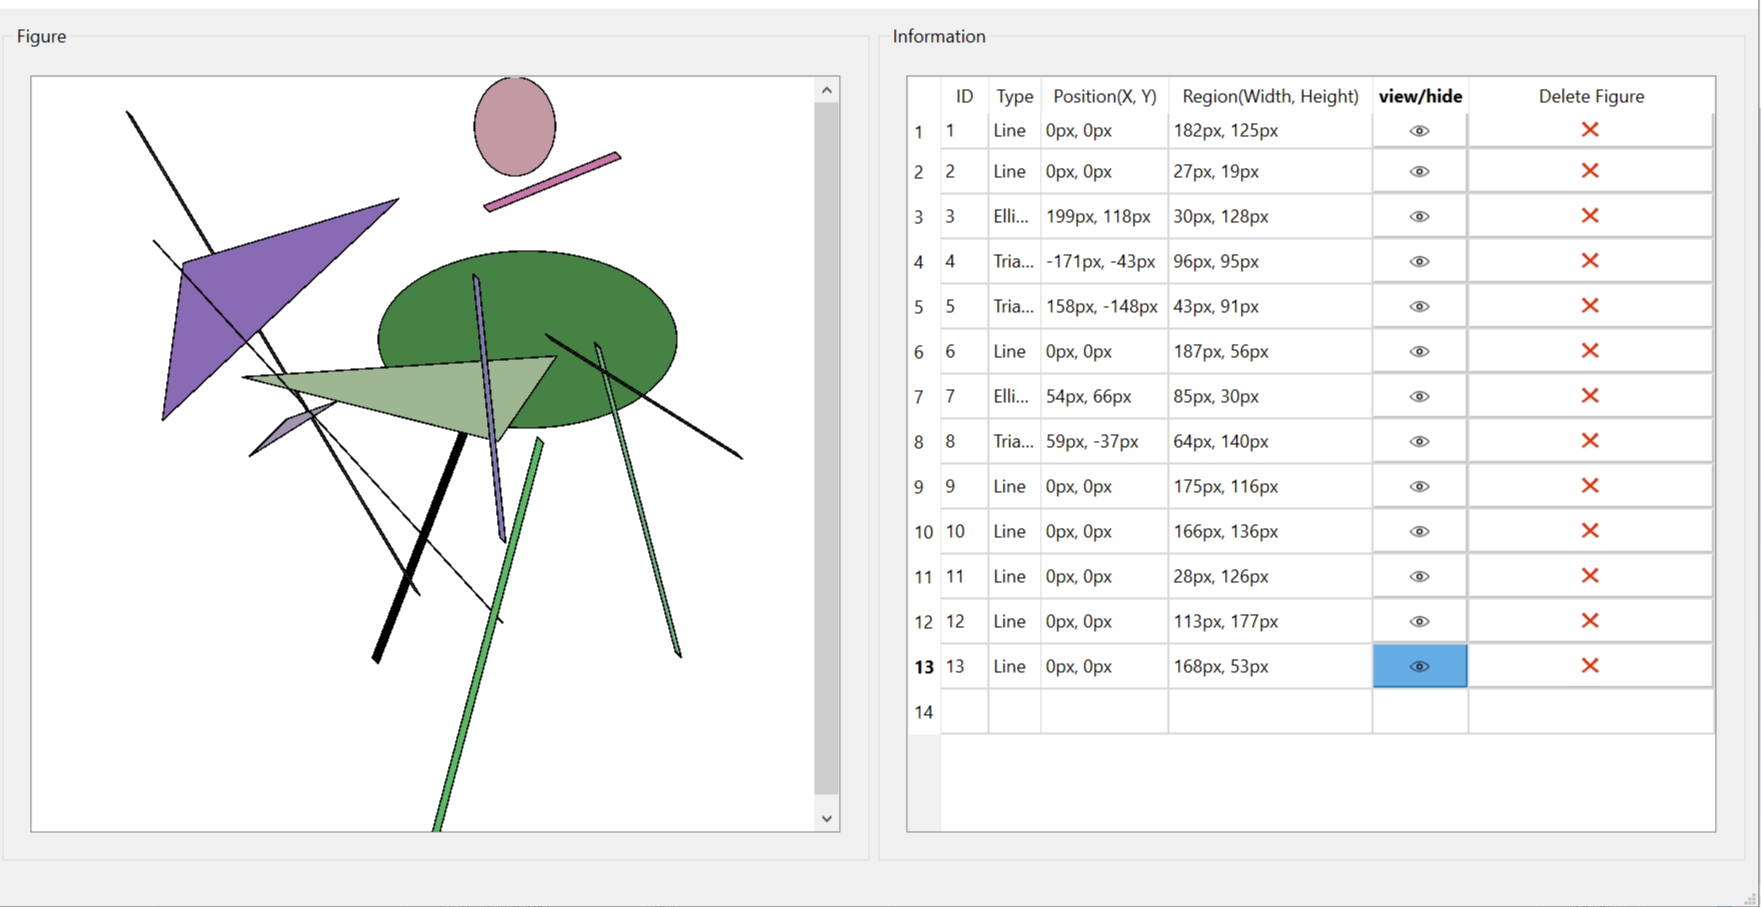 Figure
Information
ID Type Position(X, Y) Region(Width, Height) view/hide Delete Figure
1 1 Line 0px, 0px 182px, 125px
2 2 Line 0px, 0px 27px, 19px
3 3 Elli... 199px, 118px 30px, 128px
4 4 Tria... -171px, -43px 96px, 95px
5 5 Tria... 158px, -148px 43px, 91px
6 6 Line 0px, 0px 187px, 56px
7 7 Elli... 54px, 66px 85px, 30px
8 8 Tria... 59px, -37px 64px, 140px
9 9 Line 0px, 0px 175px, 116px
10 10 Line 0px, 0px 166px, 136px
11 11 Line 0px, 0px 28px, 126px
12 12 Line 0px, 0px 113px, 177px
13 13 Line 0px, 0px 168px, 53px
14